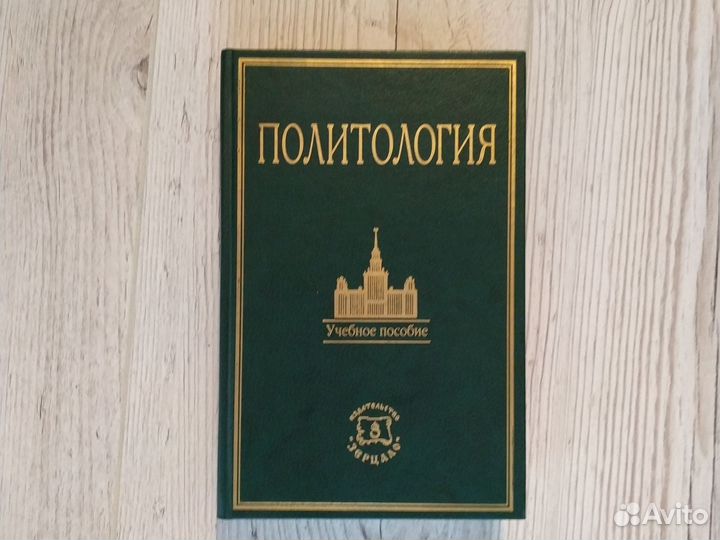 ПОЛИТОЛОГИЯ
Учебное пособие
издательство
"ЗЕРЦАЛО"
Avito